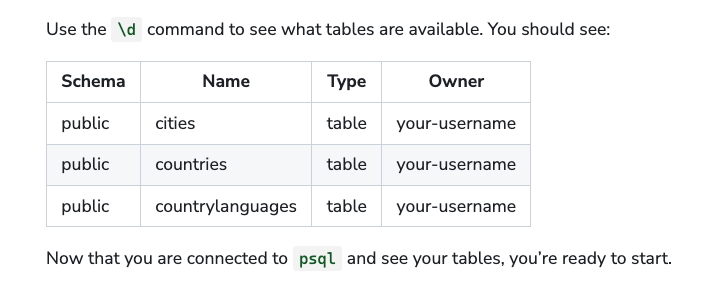 Use the \d command to see what tables are available. You should see:
Schema Name Type Owner
public cities table your-username
public countries table your-username
public countrylanguages table your-username
Now that you are connected to psql and see your tables, you’re ready to start.